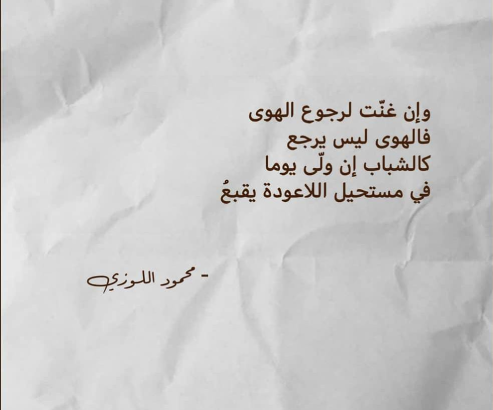 وإن غنّت لرجوع الهوى
فالهوى ليس يرجع
كالشباب إن ولّى يوما
في مستحيل اللاعودة يقبعُ
- محمود اللوزي